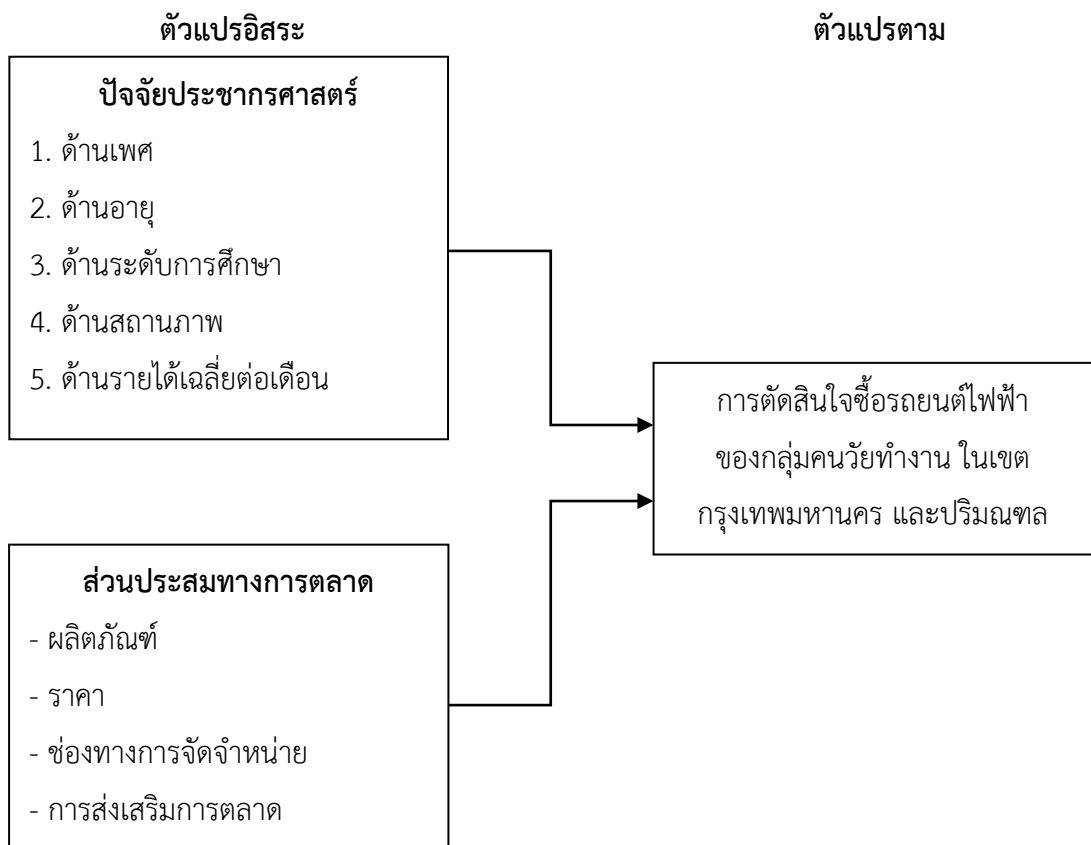 ตัวแปรอิสระ
ตัวแปรตาม
ปัจจัยประชากรศาสตร์
1. ด้านเพศ
2. ด้านอายุ
3. ด้านระดับการศึกษา
4. ด้านสถานภาพ
5. ด้านรายได้เฉลี่ยต่อเดือน
การตัดสินใจซื้อรถยนต์ไฟฟ้า
ของกลุ่มคนวัยทำงาน ในเขต
กรุงเทพมหานคร และปริมณฑล
ส่วนประสมทางการตลาด
- ผลิตภัณฑ์
- ราคา
- ช่องทางการจัดจำหน่าย
- การส่งเสริมการตลาด